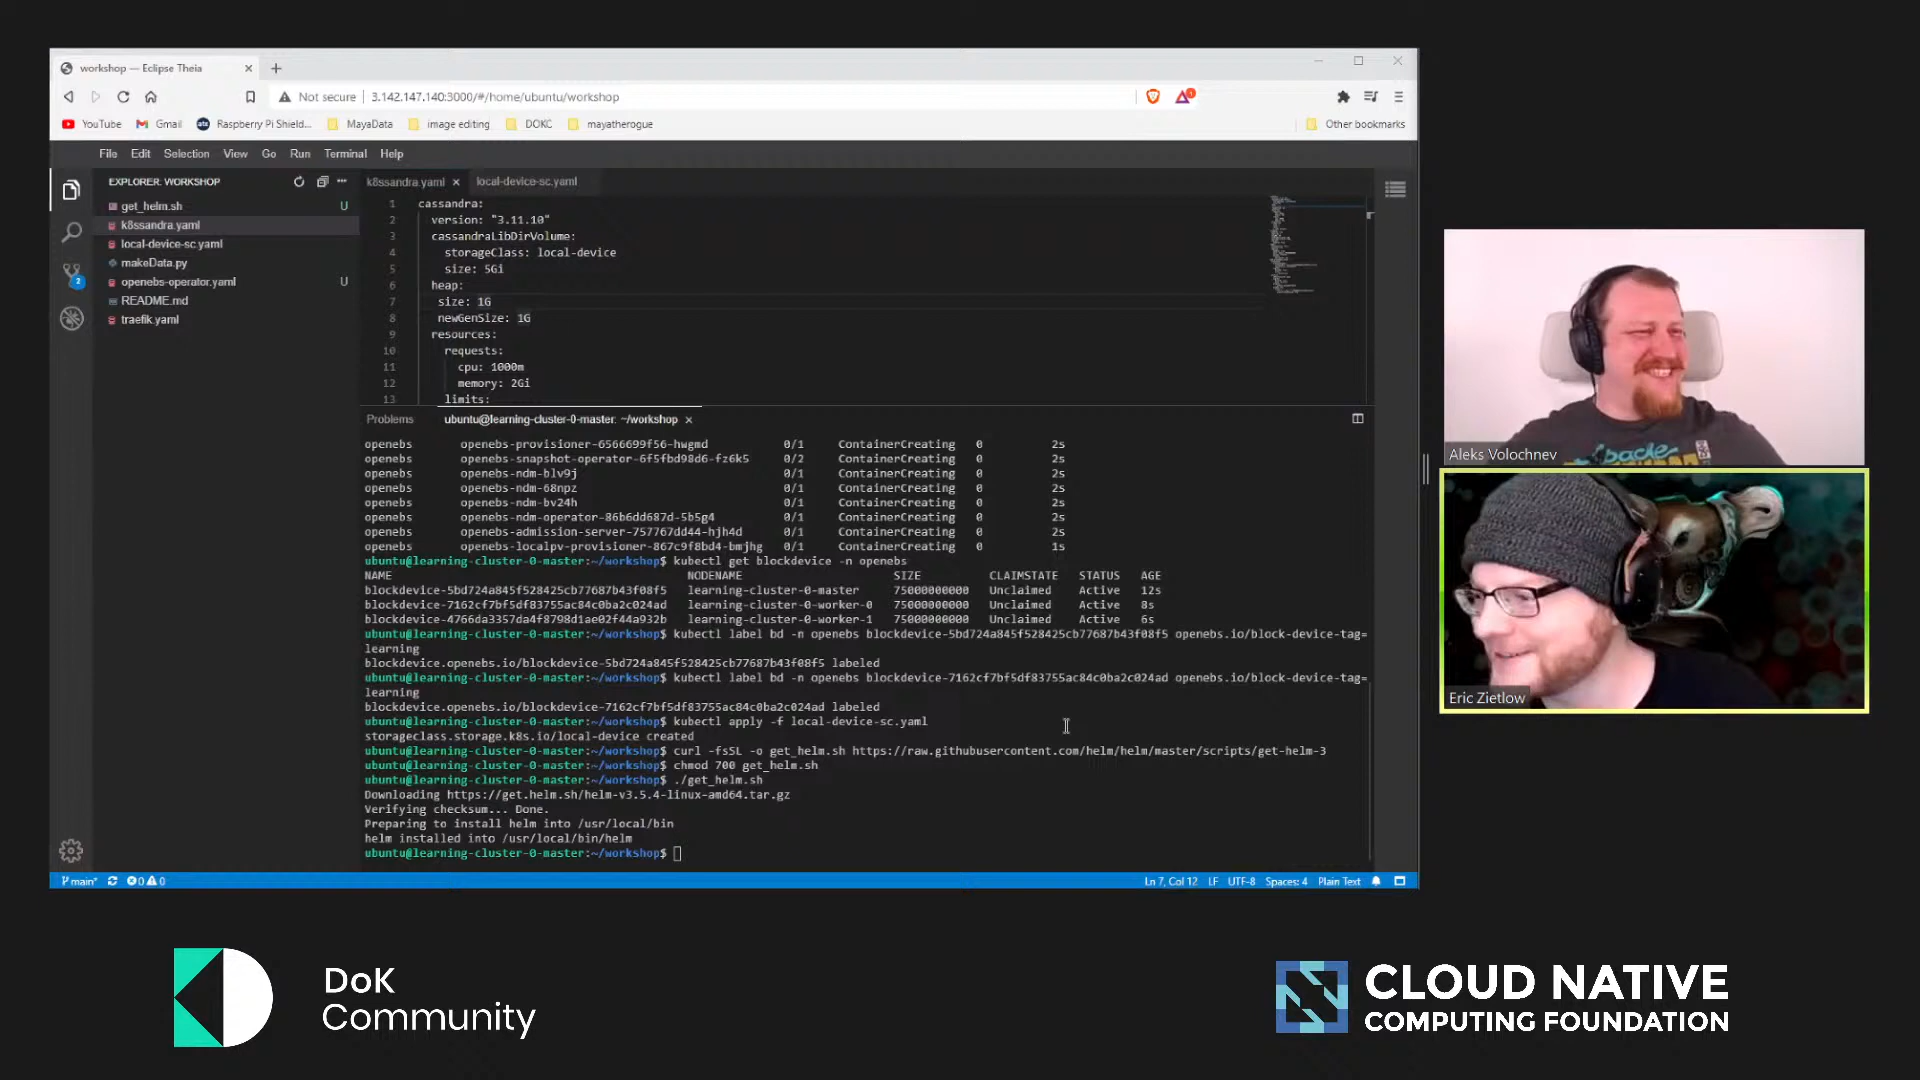 workshop — Eclipse Theia
Not secure
3.142.147.140:3000/#/home/ubuntu/workshop
YouTube Gmail Raspberry Pi Shield... MayaData image editing DOKC mayatherogue Other bookmarks
File Edit Selection View Go Run Terminal Help
EXPLORER: WORKSHOP
get_helm.sh U
k8ssandra.yaml
local-device-sc.yaml
makeData.py
openebs-operator.yaml U
README.md
traefik.yaml
2
k8ssandra.yaml local-device-sc.yaml
1 cassandra:
2 version: "3.11.10"
3 cassandraLibDirVolume:
4 storageClass: local-device
5 size: 5Gi
6 heap:
7 size: 1G
8 newGenSize: 1G
9 resources:
10 requests:
11 cpu: 1000m
12 memory: 2Gi
13 limits:
Problems ubuntu@learning-cluster-0-master: ~/workshop
openebs openebs-provisioner-6566699f56-hwgmd 0/1 ContainerCreating 0 2s
openebs openebs-snapshot-operator-6f5fbd98d6-fz6k5 0/2 ContainerCreating 0 2s
openebs openebs-ndm-blv9j 0/1 ContainerCreating 0 2s
openebs openebs-ndm-68npz 0/1 ContainerCreating 0 2s
openebs openebs-ndm-bv24h 0/1 ContainerCreating 0 2s
openebs openebs-ndm-operator-86b6dd687d-5b5g4 0/1 ContainerCreating 0 2s
openebs openebs-admission-server-757767dd44-hjh4d 0/1 ContainerCreating 0 2s
openebs openebs-localpv-provisioner-867c9f8bd4-bmjhg 0/1 ContainerCreating 0 1s
ubuntu@learning-cluster-0-master:~/workshop$ kubectl get blockdevice -n openebs
NAME NODENAME SIZE CLAIMSTATE STATUS AGE
blockdevice-5bd724a845f528425cb77687b43f08f5 learning-cluster-0-master 75000000000 Unclaimed Active 12s
blockdevice-7162cf7bf5df83755ac84c0ba2c024ad learning-cluster-0-worker-0 75000000000 Unclaimed Active 8s
blockdevice-4766da3357da4f8798d1ae02f44a932b learning-cluster-0-worker-1 75000000000 Unclaimed Active 6s
ubuntu@learning-cluster-0-master:~/workshop$ kubectl label bd -n openebs blockdevice-5bd724a845f528425cb77687b43f08f5 openebs.io/block-device-tag=
learning
blockdevice.openebs.io/blockdevice-5bd724a845f528425cb77687b43f08f5 labeled
ubuntu@learning-cluster-0-master:~/workshop$ kubectl label bd -n openebs blockdevice-7162cf7bf5df83755ac84c0ba2c024ad openebs.io/block-device-tag=
learning
blockdevice.openebs.io/blockdevice-7162cf7bf5df83755ac84c0ba2c024ad labeled
ubuntu@learning-cluster-0-master:~/workshop$ kubectl apply -f local-device-sc.yaml
storageclass.storage.k8s.io/local-device created
ubuntu@learning-cluster-0-master:~/workshop$ curl -fsSL -o get_helm.sh https://raw.githubusercontent.com/helm/helm/master/scripts/get-helm-3
ubuntu@learning-cluster-0-master:~/workshop$ chmod 700 get_helm.sh
ubuntu@learning-cluster-0-master:~/workshop$ ./get_helm.sh
Downloading https://get.helm.sh/helm-v3.5.4-linux-amd64.tar.gz
Verifying checksum... Done.
Preparing to install helm into /usr/local/bin
helm installed into /usr/local/bin/helm
ubuntu@learning-cluster-0-master:~/workshop$
main* 0 0 Ln 7, Col 12 LF UTF-8 Spaces: 4 Plain Text
Aleks Volochnev
Eric Zietlow
DoK
Community
CLOUD NATIVE
COMPUTING FOUNDATION